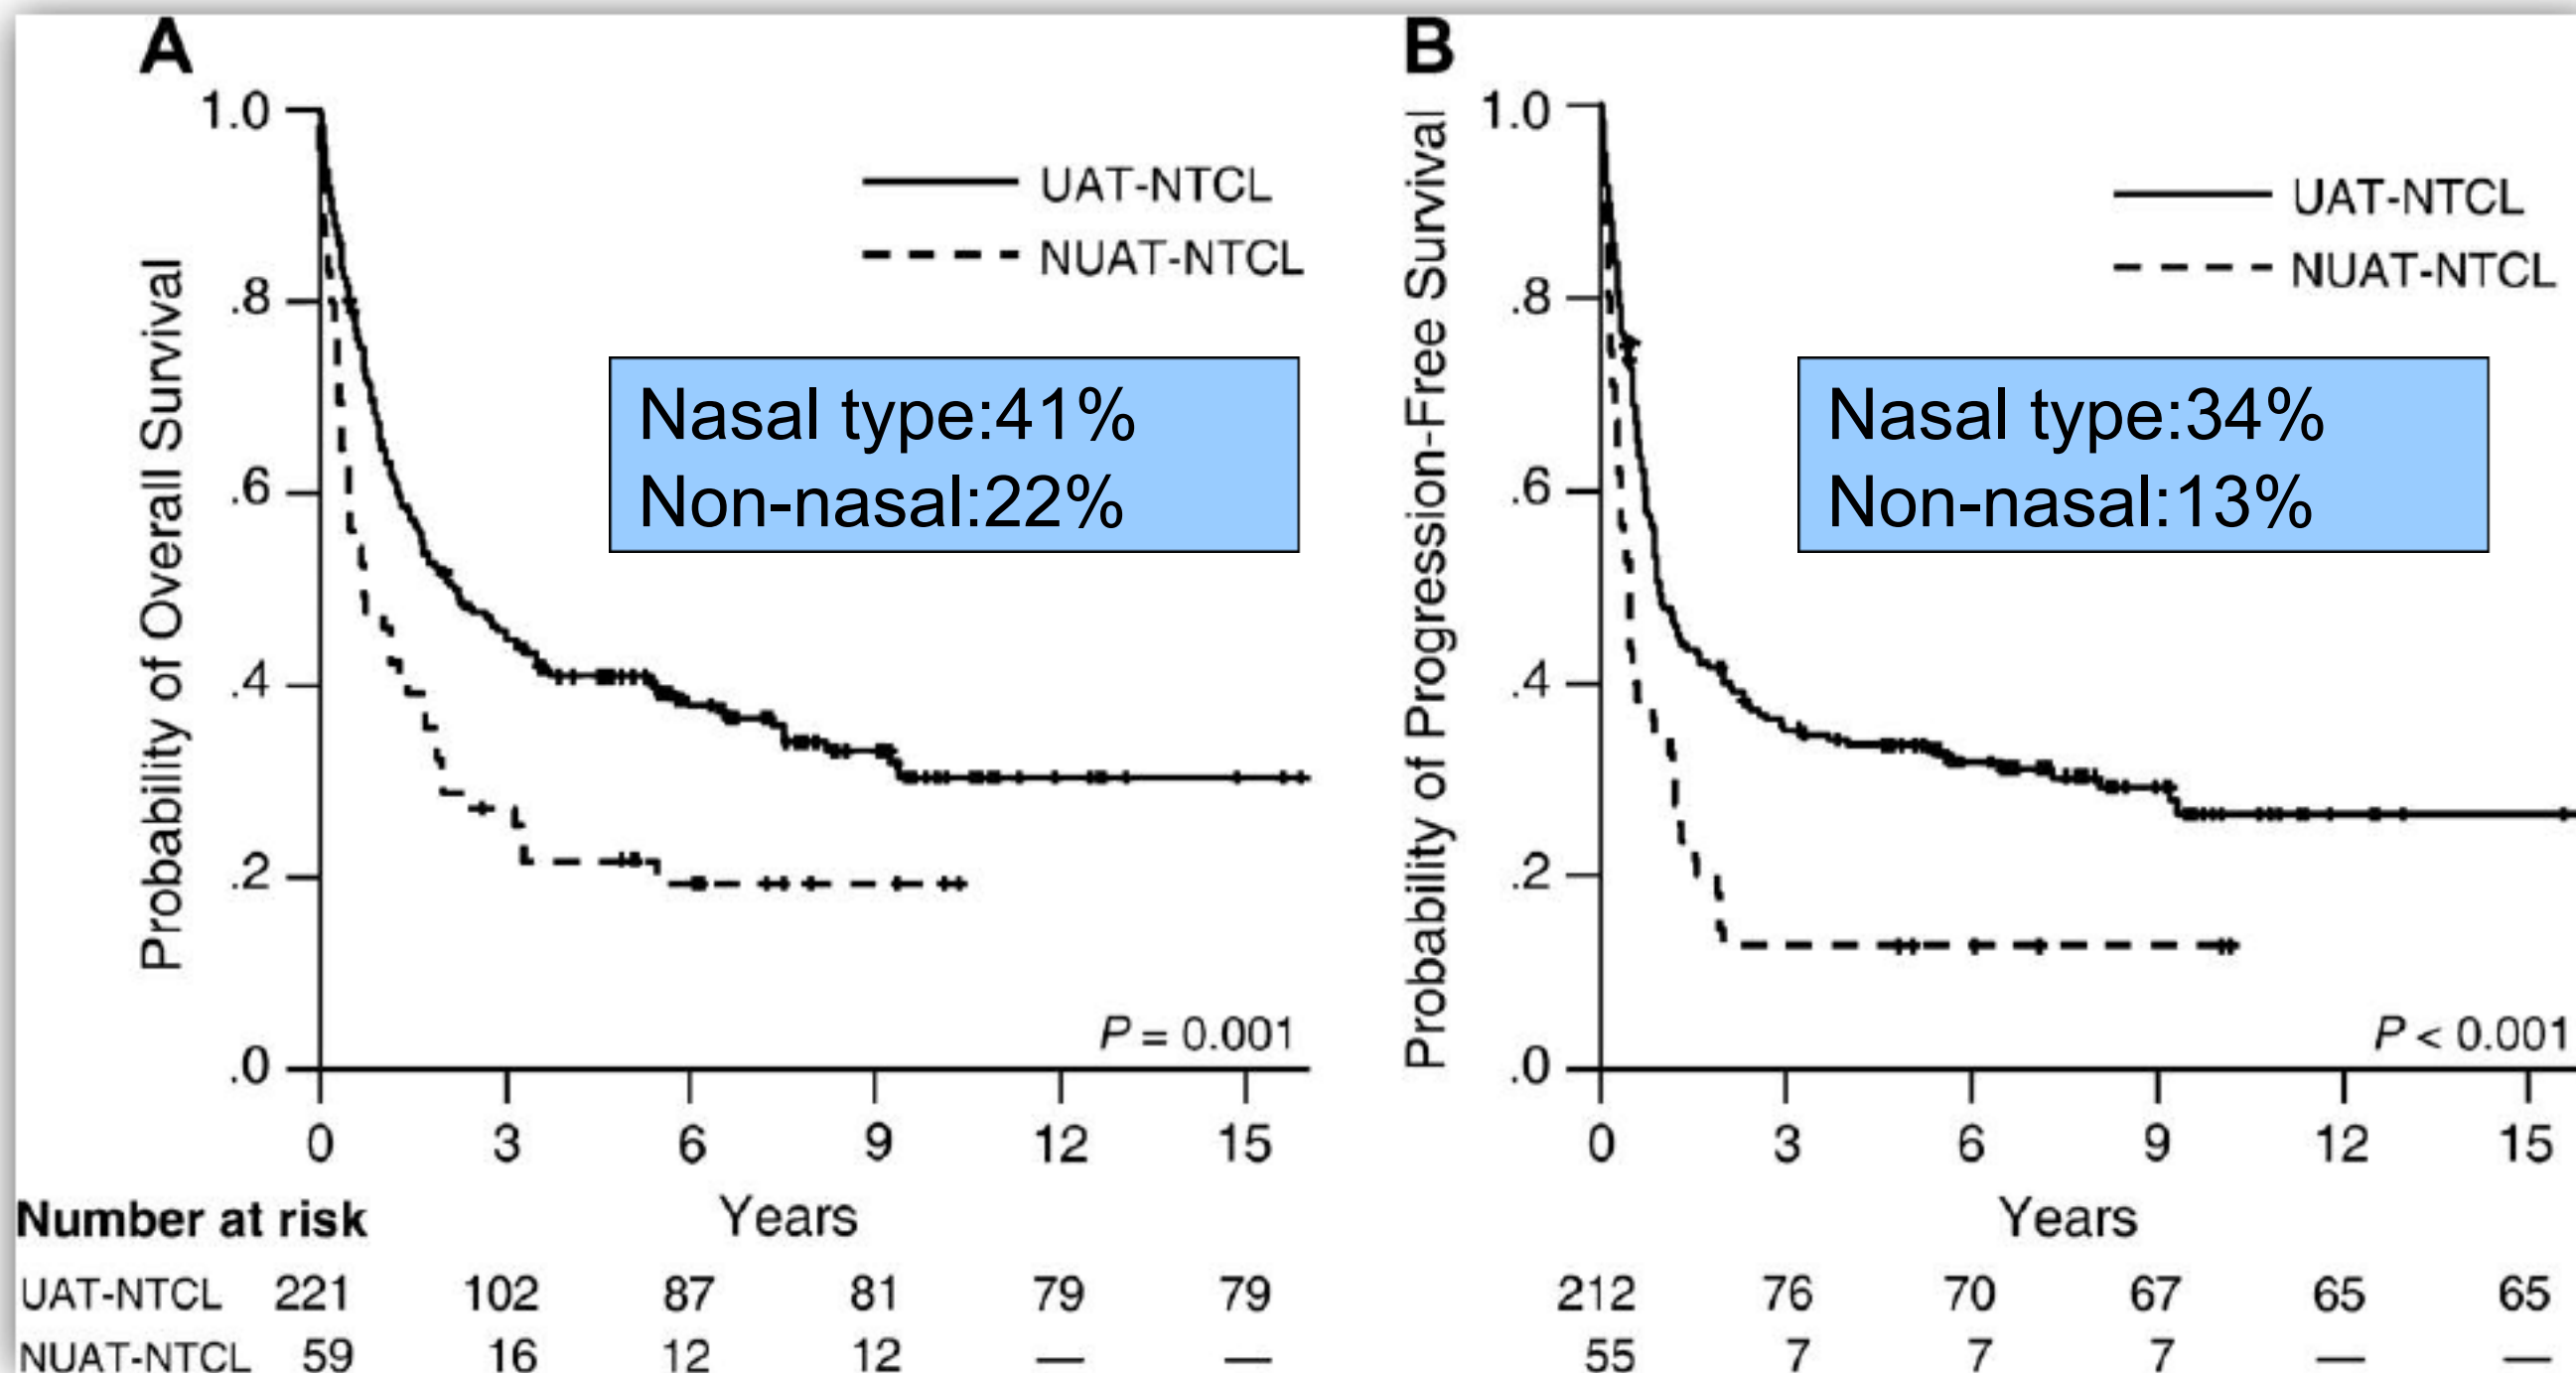 A
Probability of Overall Survival
1.0
.8
.6
.4
.2
.0
UAT-NTCL
NUAT-NTCL
Nasal type:41%
Non-nasal:22%
P = 0.001
0 3 6 9 12 15
Years
B
Probability of Progression-Free Survival
1.0
.8
.6
.4
.2
.0
UAT-NTCL
NUAT-NTCL
Nasal type:34%
Non-nasal:13%
P < 0.001
0 3 6 9 12 15
Years
Number at risk
UAT-NTCL 221 102 87 81 79 79 212 76 70 67 65 65
NUAT-NTCL 59 16 12 12 — — 55 7 7 7 — —